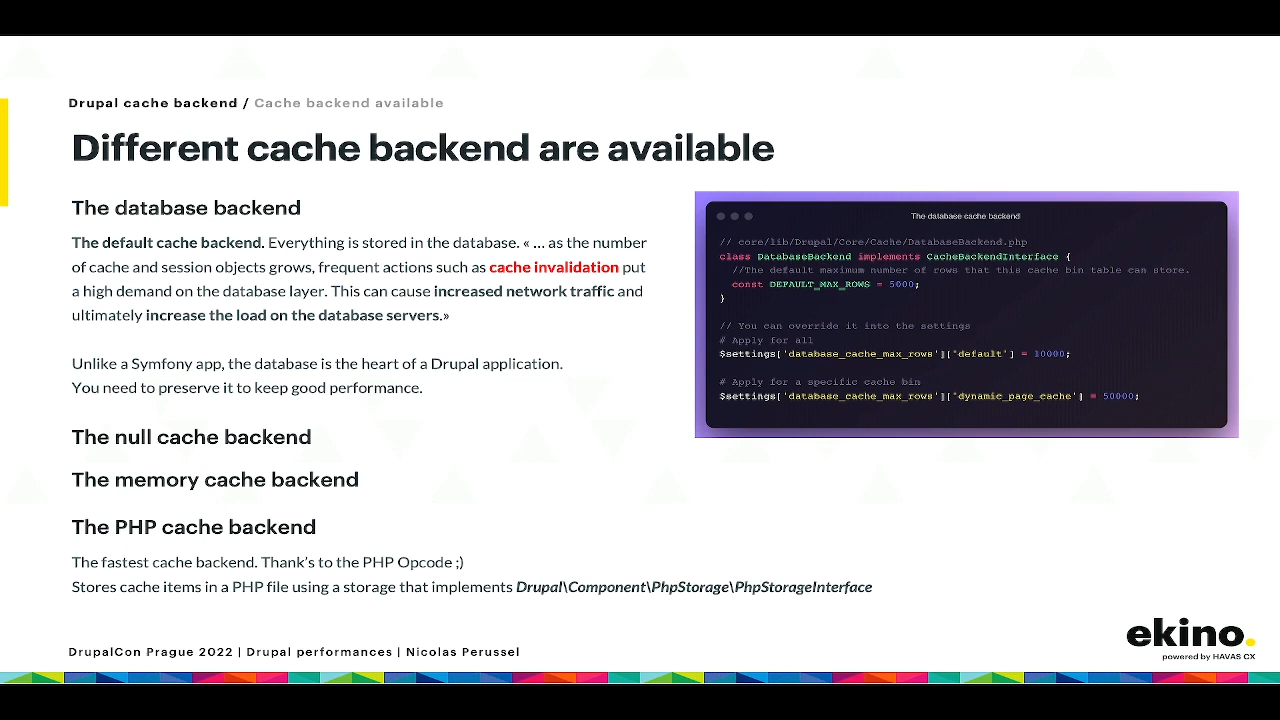 Drupal cache backend / Cache backend available
Different cache backend are available
The database backend
The default cache backend. Everything is stored in the database. « ... as the number
of cache and session objects grows, frequent actions such as cache invalidation put
a high demand on the database layer. This can cause increased network traffic and
ultimately increase the load on the database servers.»
Unlike a Symfony app, the database is the heart of a Drupal application.
You need to preserve it to keep good performance.
The null cache backend
The memory cache backend
The PHP cache backend
The fastest cache backend. Thank's to the PHP Opcode ;)
Stores cache items in a PHP file using a storage that implements Drupal\Component\PhpStorage\PhpStorageInterface
The database cache backend
// core/lib/Drupal/Core/Cache/DatabaseBackend.php
class DatabaseBackend implements CacheBackendInterface {
//The default maximum number of rows that this cache bin table can store.
const DEFAULT_MAX_ROWS = 5000;
}
// You can override it into the settings
# Apply for all
$settings['database_cache_max_rows']['default'] = 10000;
# Apply for a specific cache bin
$settings['database_cache_max_rows']['dynamic_page_cache'] = 50000;
DrupalCon Prague 2022 | Drupal performances | Nicolas Perussel
ekino.
powered by HAVAS CX